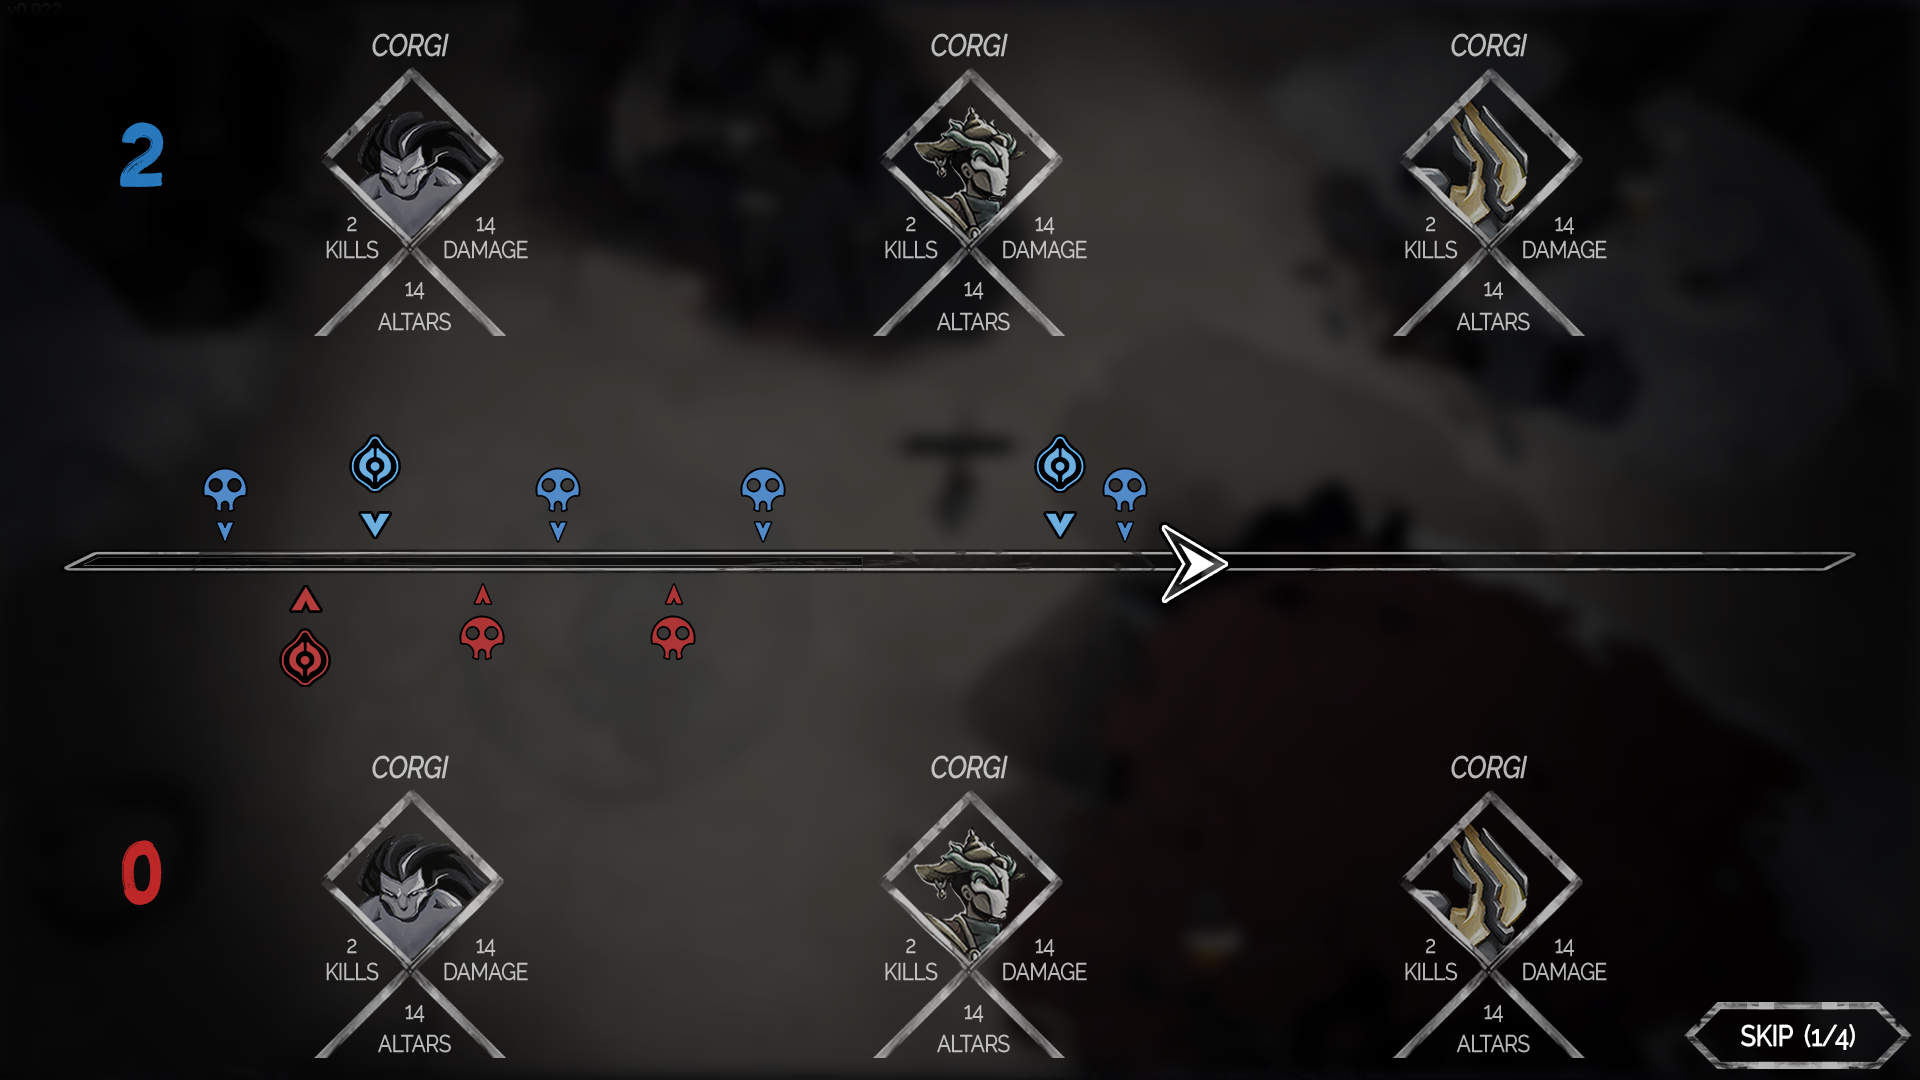 v0.932
CORGI CORGI CORGI
2
2 14 2 14 2 14
KILLS DAMAGE KILLS DAMAGE KILLS DAMAGE
14 14 14
ALTARS ALTARS ALTARS
CORGI CORGI CORGI
0
2 14 2 14 2 14
KILLS DAMAGE KILLS DAMAGE KILLS DAMAGE
14 14 14
ALTARS ALTARS ALTARS
SKIP (1/4)